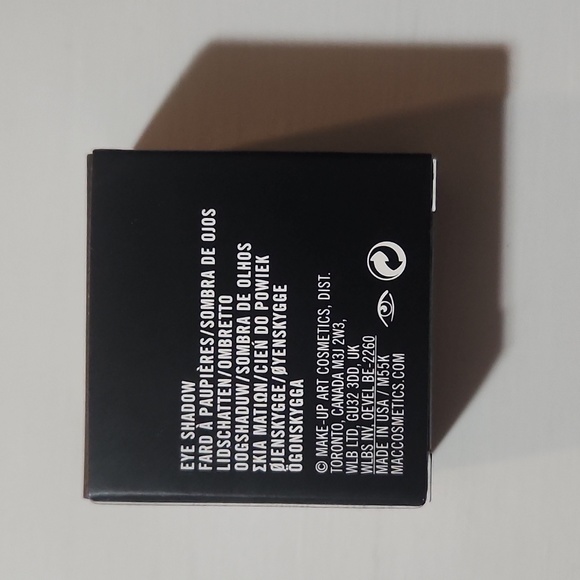 EYE SHADOW
FARD À PAUPIÈRES/SOMBRA DE OJOS
LIDSCHATTEN/OMBRETTO
OOGSHADUW/SOMBRA DE OLHOS
ΣΚΙΑ ΜΑΤΙΩΝ/CIEŃ DO POWIEK
ØJENSKYGGE/ØYENSKYGGE
ÖGONSKYGGA
© MAKE-UP ART COSMETICS, DIST.
TORONTO, CANADA M3J 2W3,
WLB LTD, GU32 3DD, UK
WLBS NV, OEVEL BE-2260
MADE IN USA / M55K
MACCOSMETICS.COM